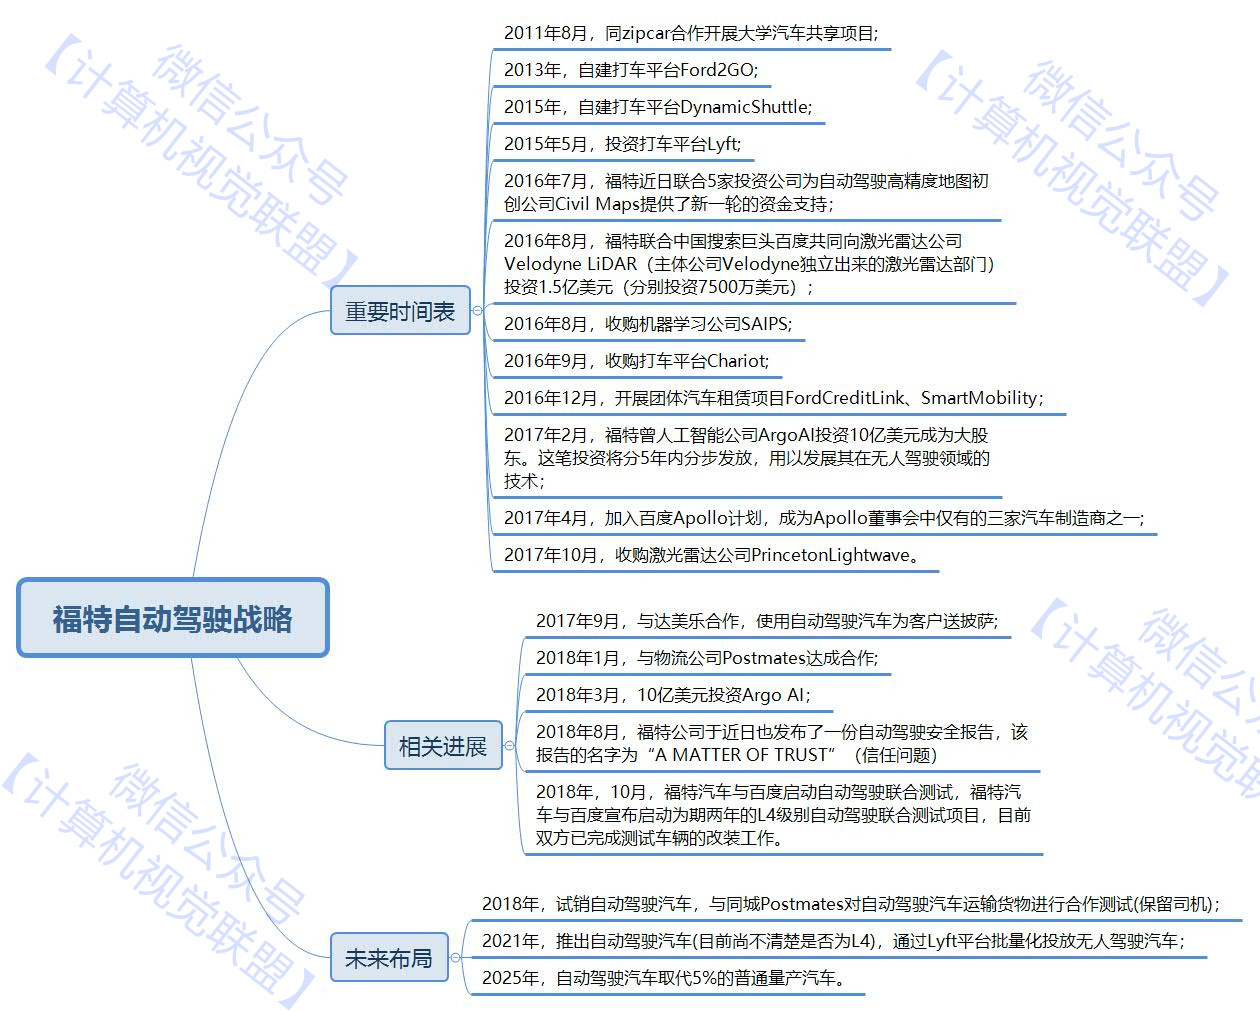 2011年8月，同zipcar合作开展大学汽车共享项目;
2013年，自建打车平台Ford2GO;
2015年，自建打车平台DynamicShuttle;
2015年5月，投资打车平台Lyft;
2016年7月，福特近日联合5家投资公司为自动驾驶高精度地图初
创公司Civil Maps提供了新一轮的资金支持；
2016年8月，福特联合中国搜索巨头百度共同向激光雷达公司
Velodyne LiDAR（主体公司Velodyne独立出来的激光雷达部门）
投资1.5亿美元（分别投资7500万美元）;
2016年8月，收购机器学习公司SAIPS;
2016年9月，收购打车平台Chariot;
2016年12月，开展团体汽车租赁项目FordCreditLink、SmartMobility；
2017年2月，福特曾人工智能公司ArgoAI投资10亿美元成为大股
东。这笔投资将分5年内分步发放，用以发展其在无人驾驶领域的
技术；
2017年4月，加入百度Apollo计划，成为Apollo董事会中仅有的三家汽车制造商之一;
2017年10月，收购激光雷达公司PrincetonLightwave。
重要时间表
福特自动驾驶战略
2017年9月，与达美乐合作，使用自动驾驶汽车为客户送披萨;
2018年1月，与物流公司Postmates达成合作;
2018年3月，10亿美元投资Argo AI；
2018年8月，福特公司于近日也发布了一份自动驾驶安全报告，该
报告的名字为“A MATTER OF TRUST”（信任问题）
2018年，10月，福特汽车与百度启动自动驾驶联合测试，福特汽
车与百度宣布启动为期两年的L4级别自动驾驶联合测试项目，目前
双方已完成测试车辆的改装工作。
相关进展
2018年，试销自动驾驶汽车，与同城Postmates对自动驾驶汽车运输货物进行合作测试(保留司机)；
2021年，推出自动驾驶汽车(目前尚不清楚是否为L4)，通过Lyft平台批量化投放无人驾驶汽车；
2025年，自动驾驶汽车取代5%的普通量产汽车。
未来布局
微信公众号
【计算机视觉联盟】
微信公众号
【计算机视觉联盟】
微信公众
【计算机视觉联
微信公众号
【计算机视觉联盟】